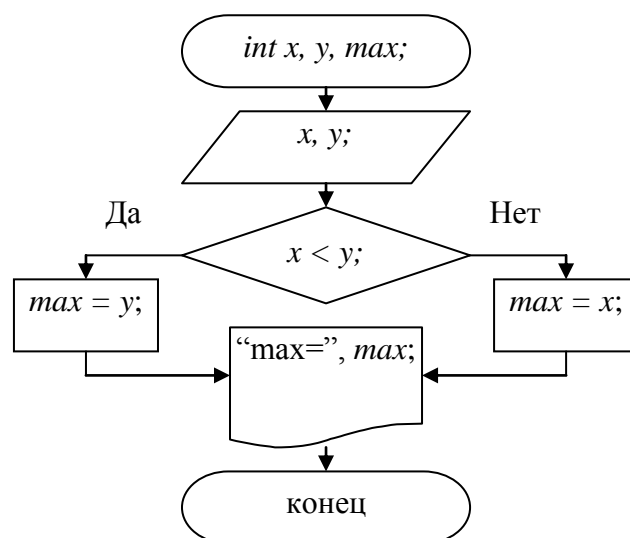 int x, y, max;
x, y;
Да
Нет
x < y;
max = y;
max = x;
“max=”, max;
конец